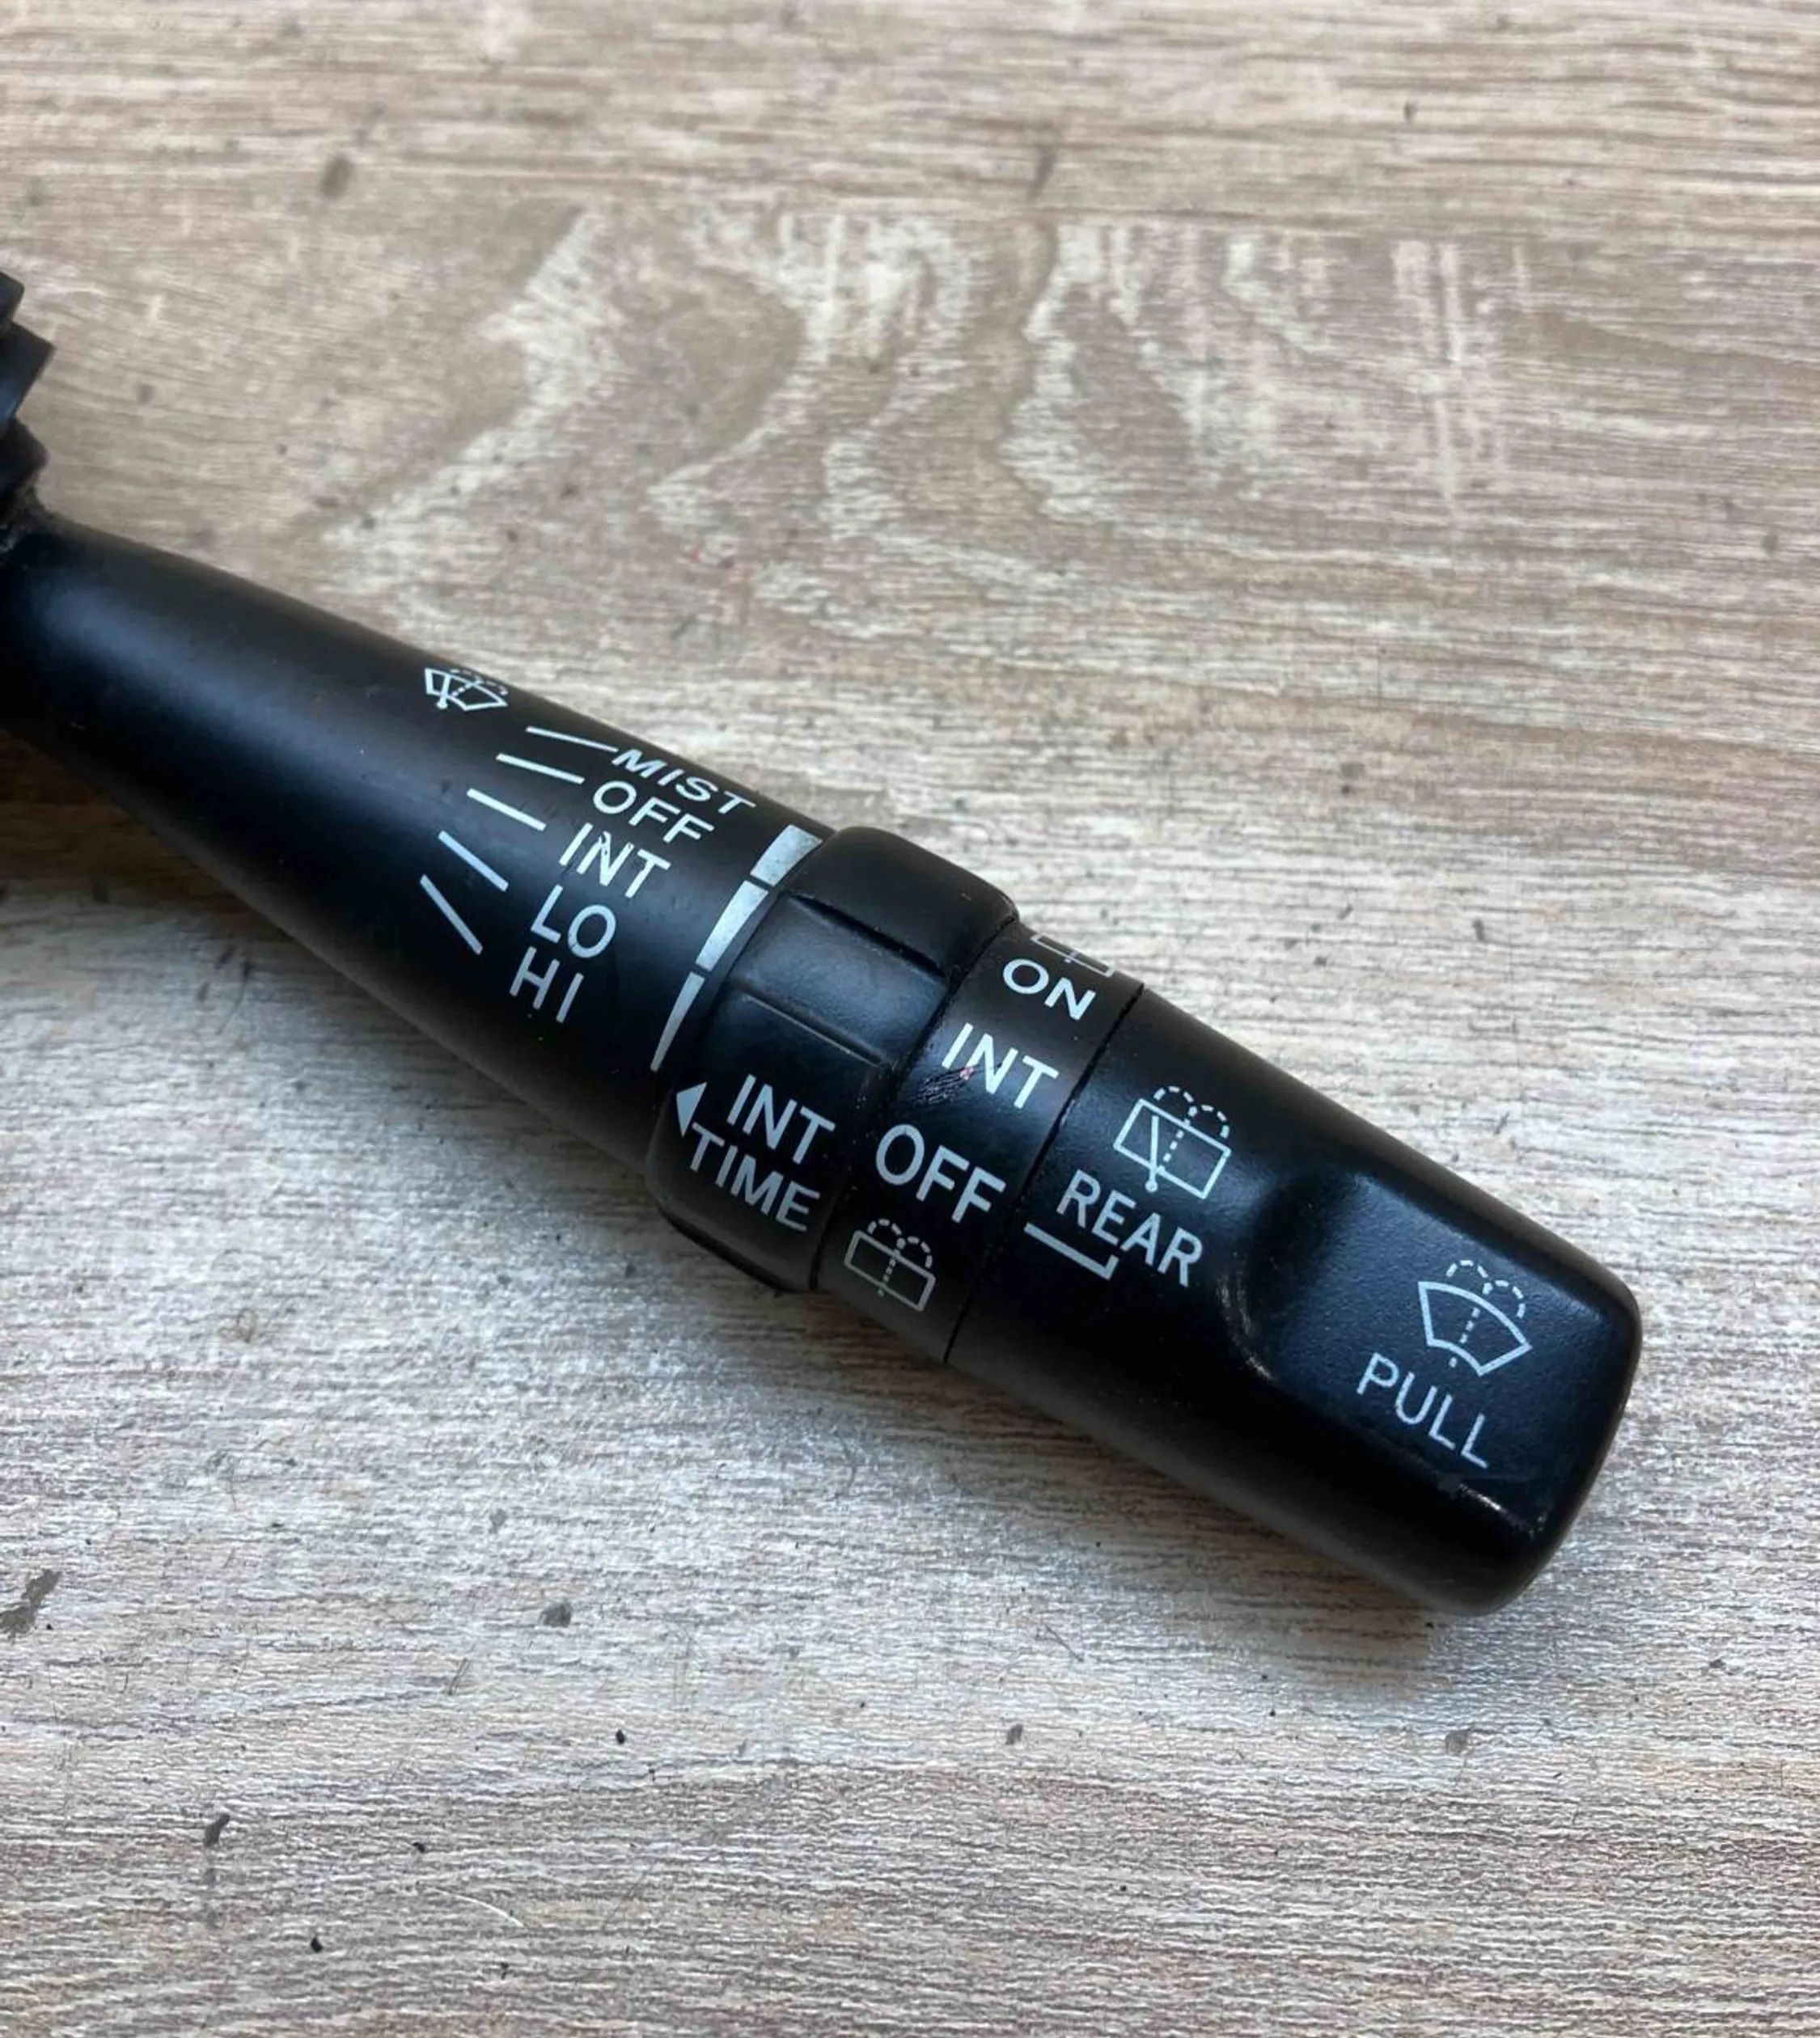 MIST
OFF
INT
LO
HI
INT
TIME
ON
INT
OFF
REAR
PULL